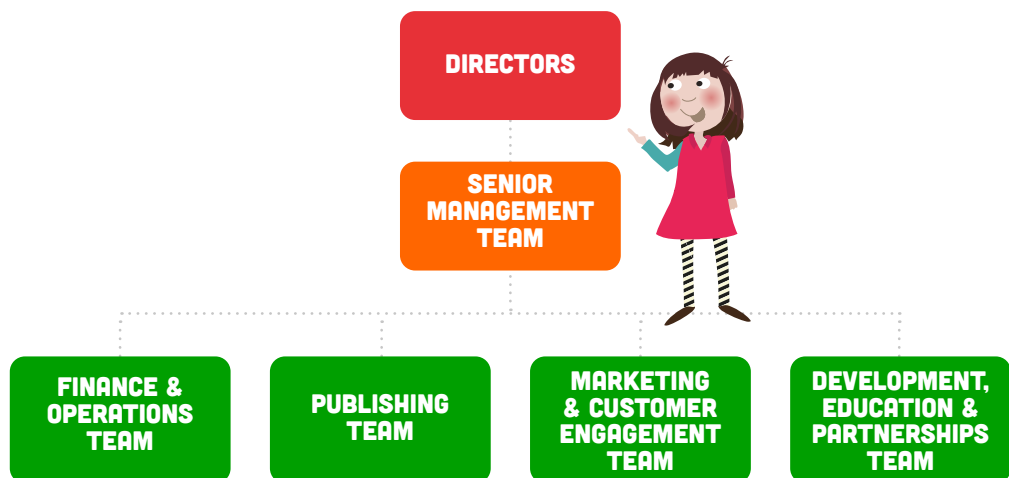 DIRECTORS
SENIOR
MANAGEMENT
TEAM
FINANCE &
OPERATIONS
TEAM
PUBLISHING
TEAM
MARKETING
& CUSTOMER
ENGAGEMENT
TEAM
DEVELOPMENT,
EDUCATION &
PARTNERSHIPS
TEAM